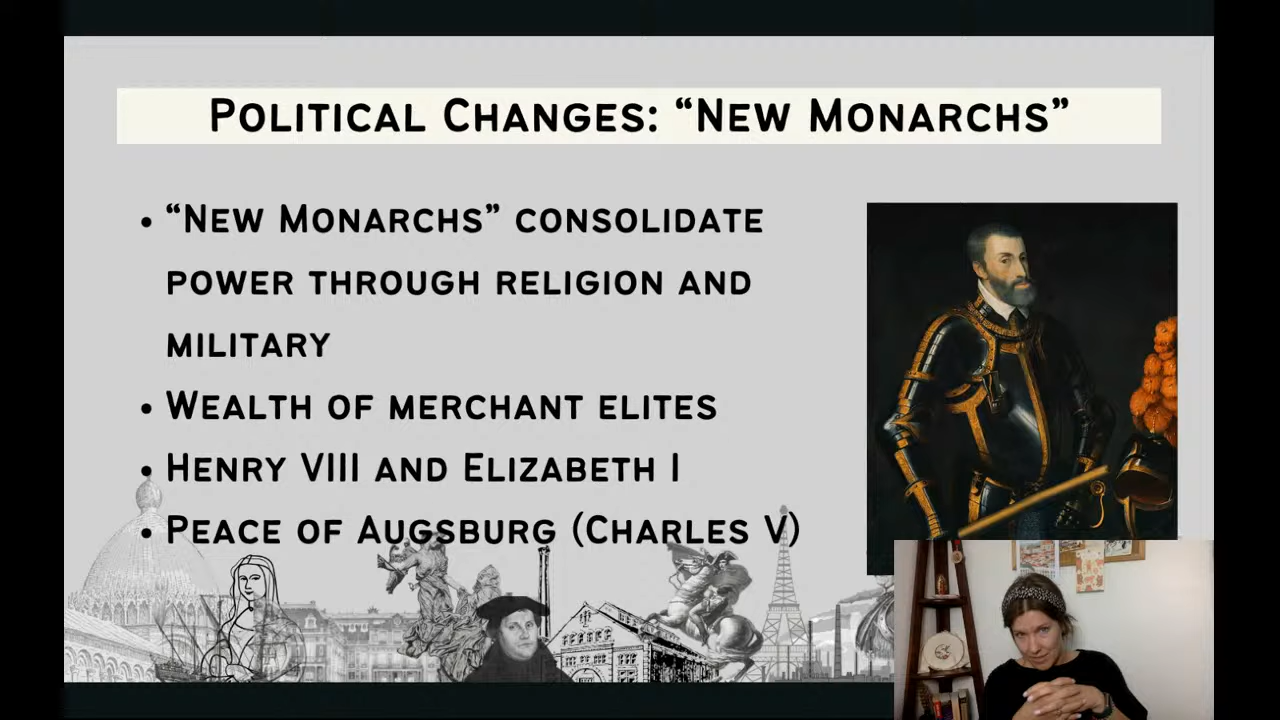 Political Changes: “New Monarchs”
• “New Monarchs” consolidate
power through religion and
military
• Wealth of merchant elites
• Henry VIII and Elizabeth I
• Peace of Augsburg (Charles V)